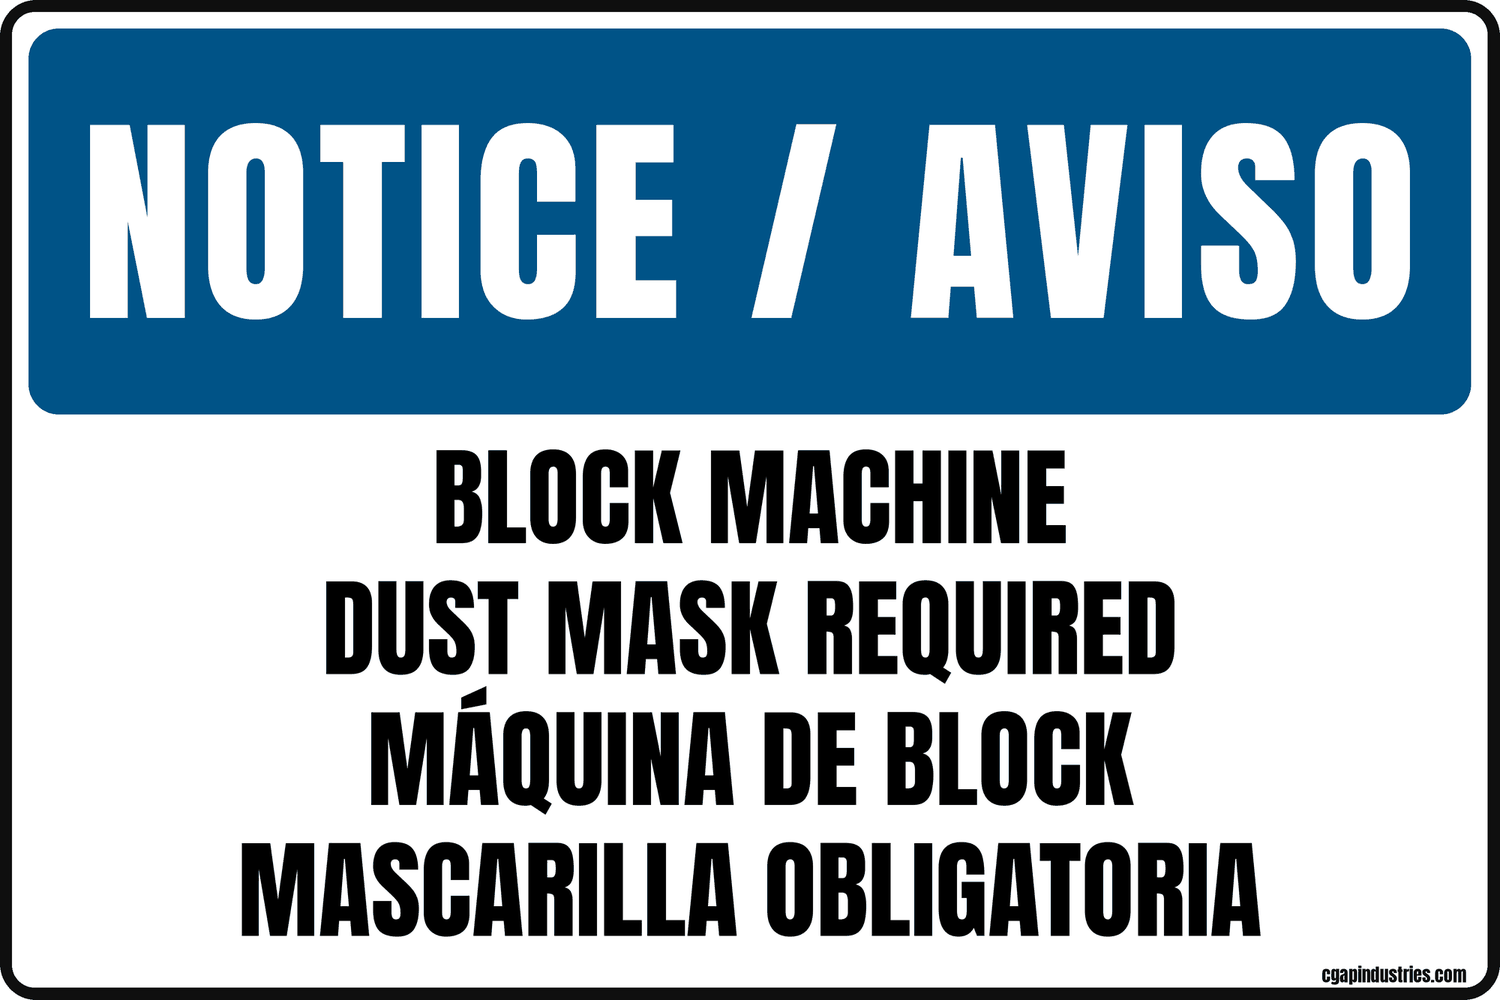 NOTICE / AVISO
BLOCK MACHINE
DUST MASK REQUIRED
MÁQUINA DE BLOCK
MASCARILLA OBLIGATORIA
cgapindustries.com